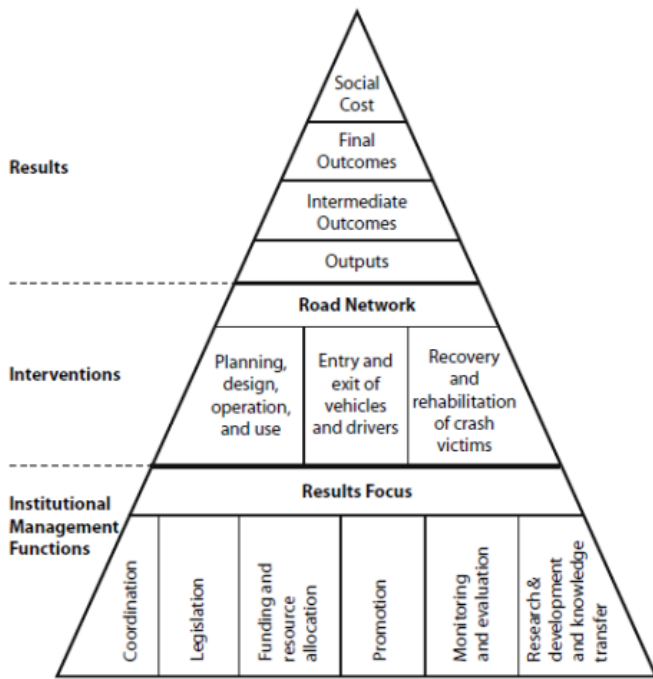 Social
Cost
Final
Outcomes
Results
Intermediate
Outcomes
Outputs
Road Network
Interventions
Planning,
design,
operation,
and use
Entry and
exit of
vehicles
and drivers
Recovery
and
rehabilitation
of crash
victims
Institutional
Management
Functions
Results Focus
Coordination
Legislation
Funding and
resource
allocation
Promotion
Monitoring
and evaluation
Research &
development
and knowledge
transfer